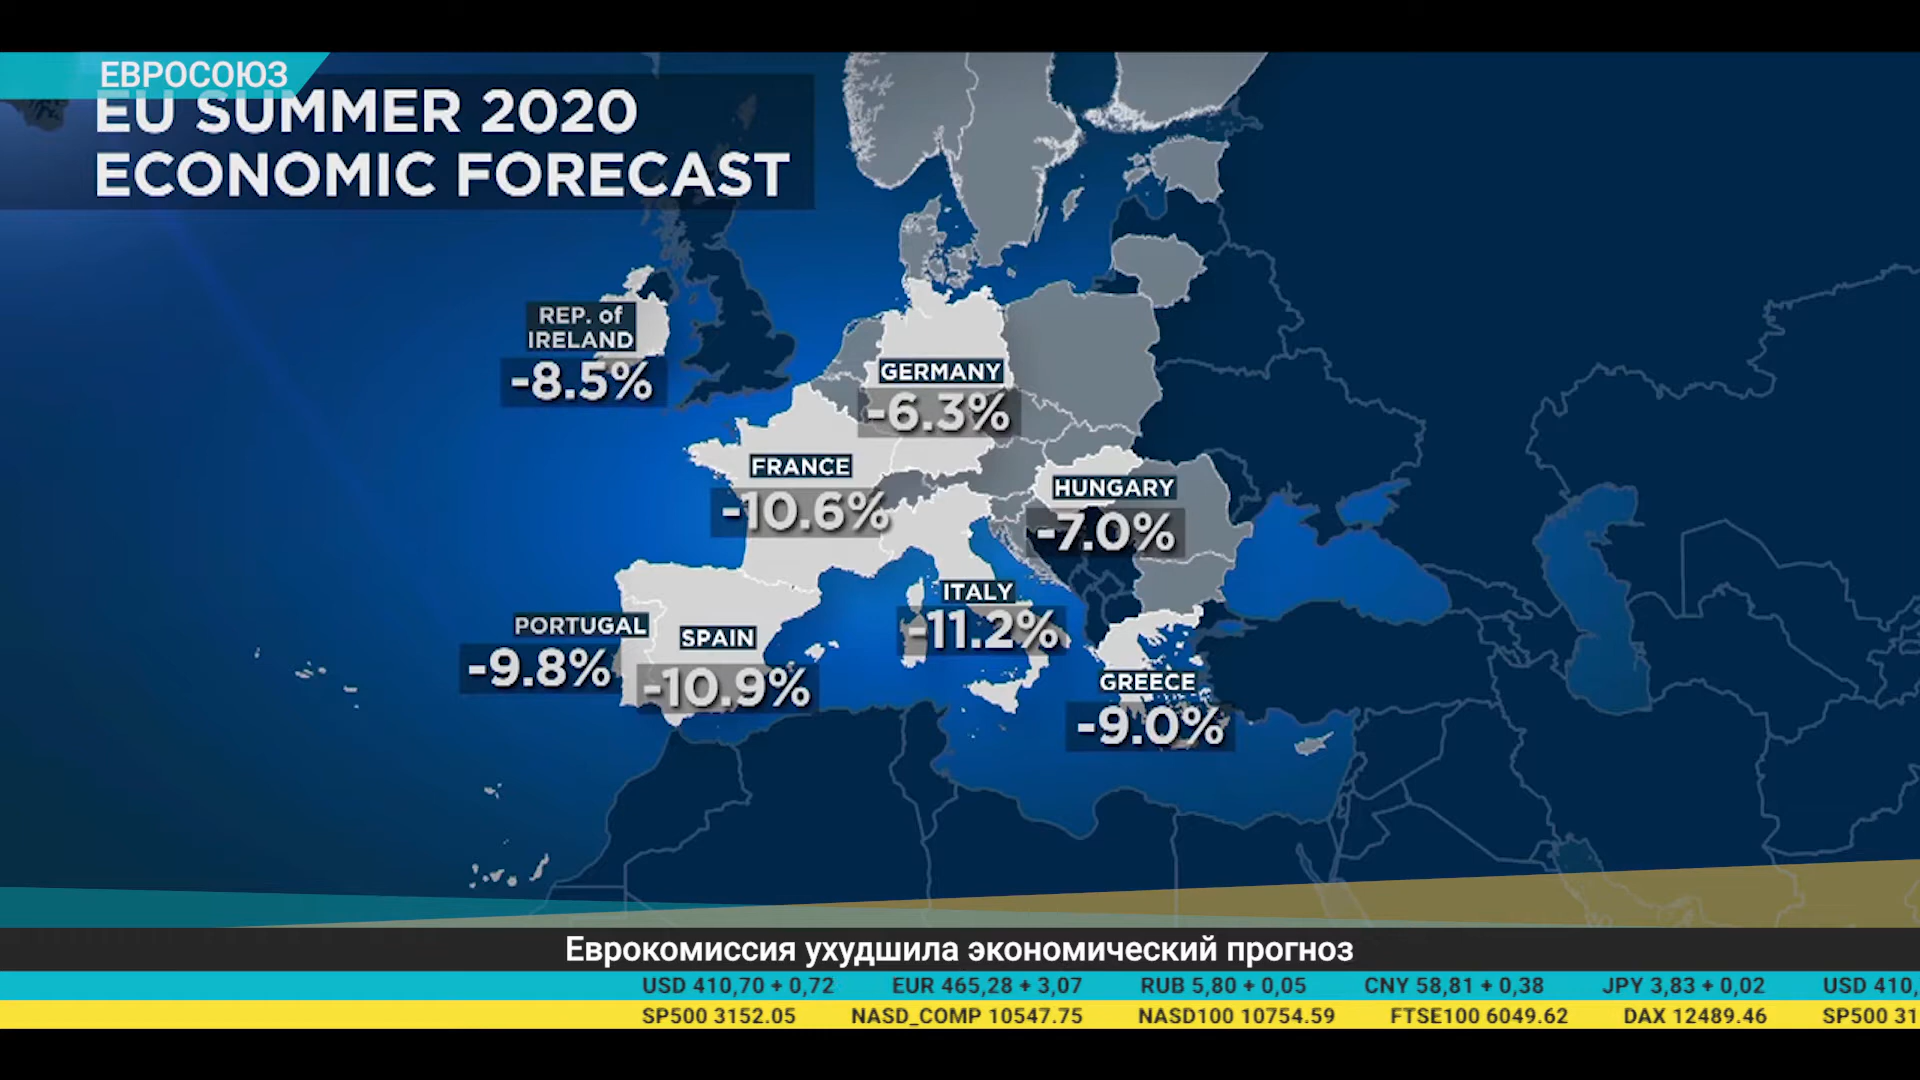 ЕВРОСОЮЗ
EU SUMMER 2020
ECONOMIC FORECAST
REP. of
IRELAND
-8.5%
GERMANY
-6.3%
FRANCE
-10.6%
HUNGARY
-7.0%
ITALY
-11.2%
PORTUGAL
-9.8%
SPAIN
-10.9%
GREECE
-9.0%
Еврокомиссия ухудшила экономический прогноз
USD 410,70 + 0,72 EUR 465,28 + 3,07 RUB 5,80 + 0,05 CNY 58,81 + 0,38 JPY 3,83 + 0,02 USD 410,
SP500 3152.05 NASD_COMP 10547.75 NASD100 10754.59 FTSE100 6049.62 DAX 12489.46 SP500 31